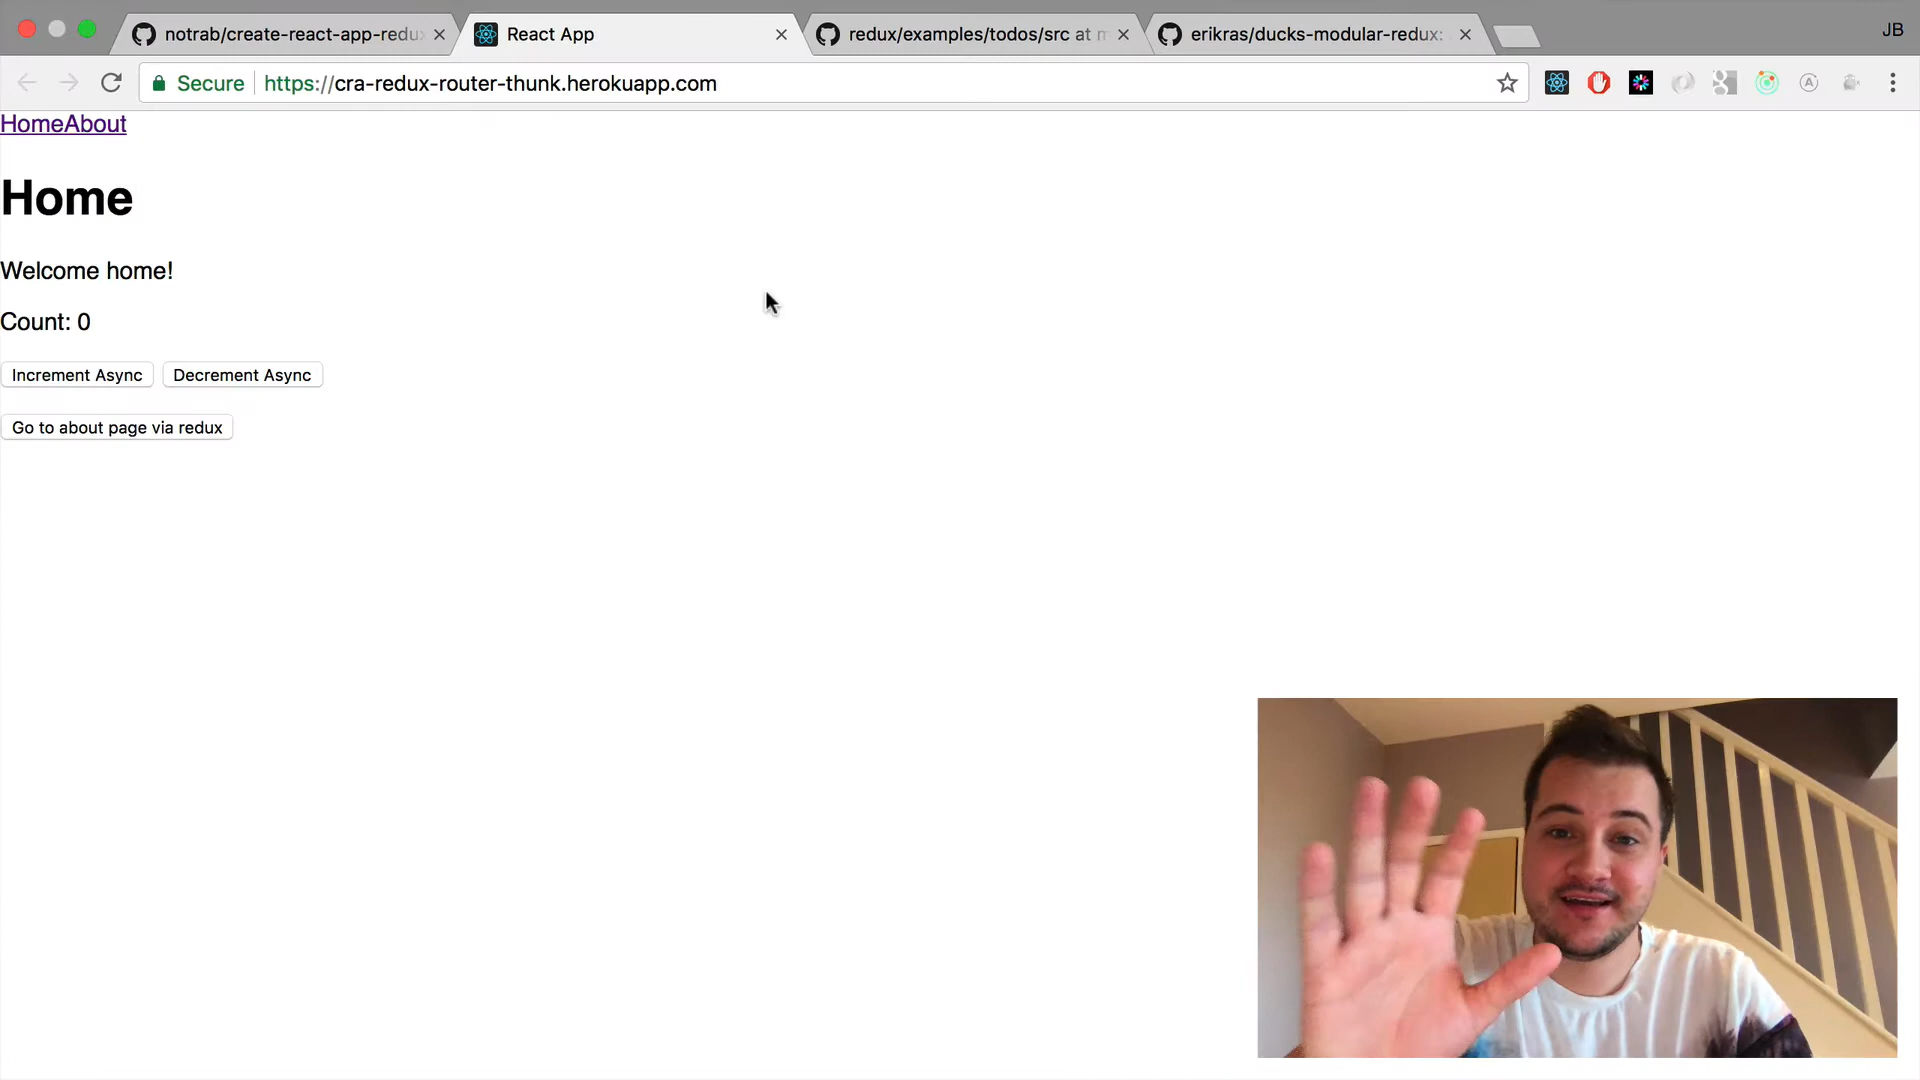 notrab/create-react-app-redu
React App
redux/examples/todos/src at m
erikras/ducks-modular-redux:
JB
Secure
https://cra-redux-router-thunk.herokuapp.com
HomeAbout
Home
Welcome home!
Count: 0
Increment Async
Decrement Async
Go to about page via redux